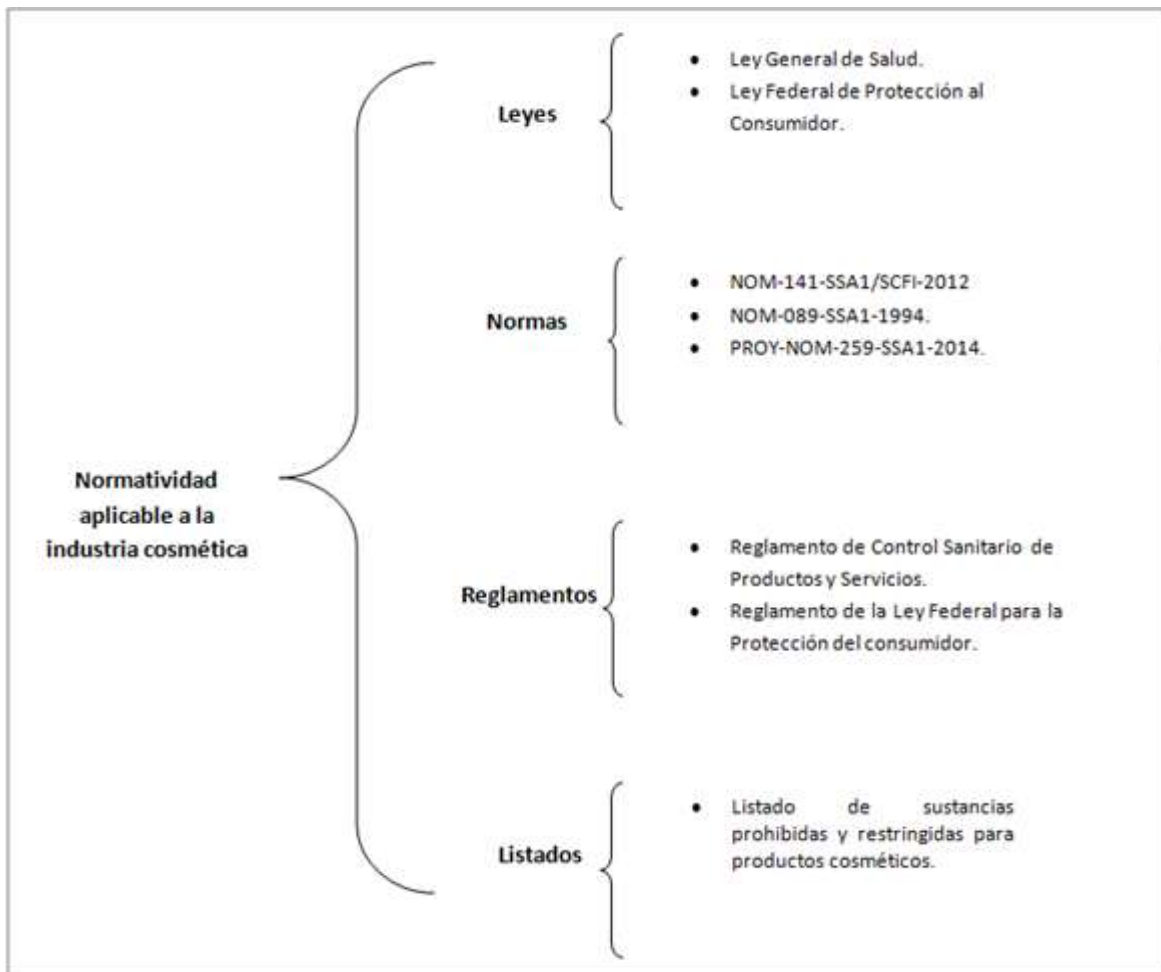 Normatividad
aplicable a la
industria cosmética
Leyes
• Ley General de Salud.
• Ley Federal de Protección al
Consumidor.
Normas
• NOM-141-SSA1/SCFI-2012
• NOM-089-SSA1-1994.
• PROY-NOM-259-SSA1-2014.
Reglamentos
• Reglamento de Control Sanitario de
Productos y Servicios.
• Reglamento de la Ley Federal para la
Protección del consumidor.
Listados
• Listado de sustancias
prohibidas y restringidas para
productos cosméticos.